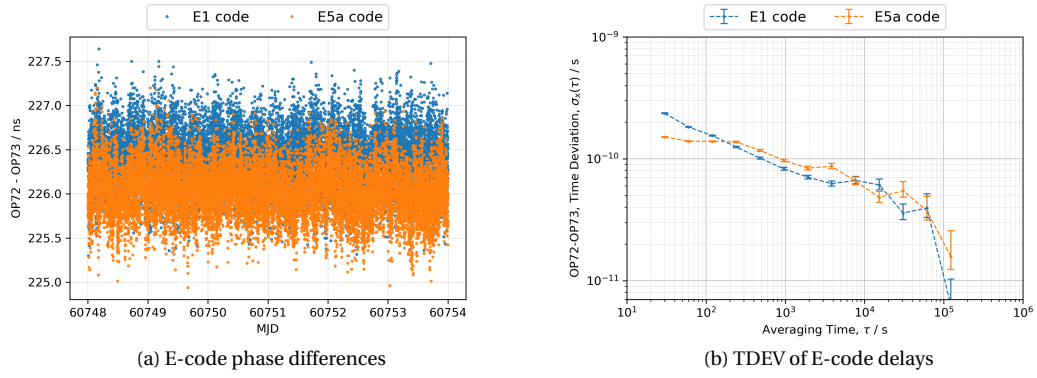 E1 code E5a code
OP72 - OP73 / ns
227.5
227.0
226.5
226.0
225.5
225.0
60748 60749 60750 60751 60752 60753 60754
MJD
(a) E-code phase differences
E1 code E5a code
OP72-OP73, Time Deviation, σₓ(τ) / s
10⁻⁹
10⁻¹⁰
10⁻¹¹
10¹ 10² 10³ 10⁴ 10⁵ 10⁶
Averaging Time, τ / s
(b) TDEV of E-code delays